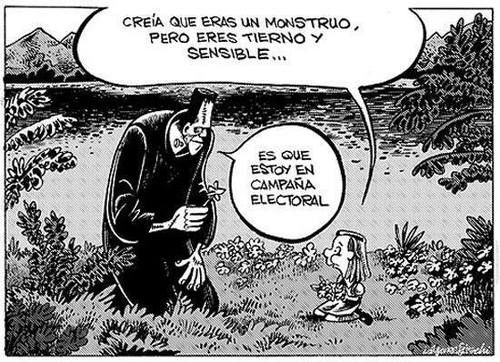 CREÍA QUE ERAS UN MONSTRUO,
PERO ERES TIERNO Y
SENSIBLE...
ES QUE
ESTOY EN
CAMPAÑA
ELECTORAL